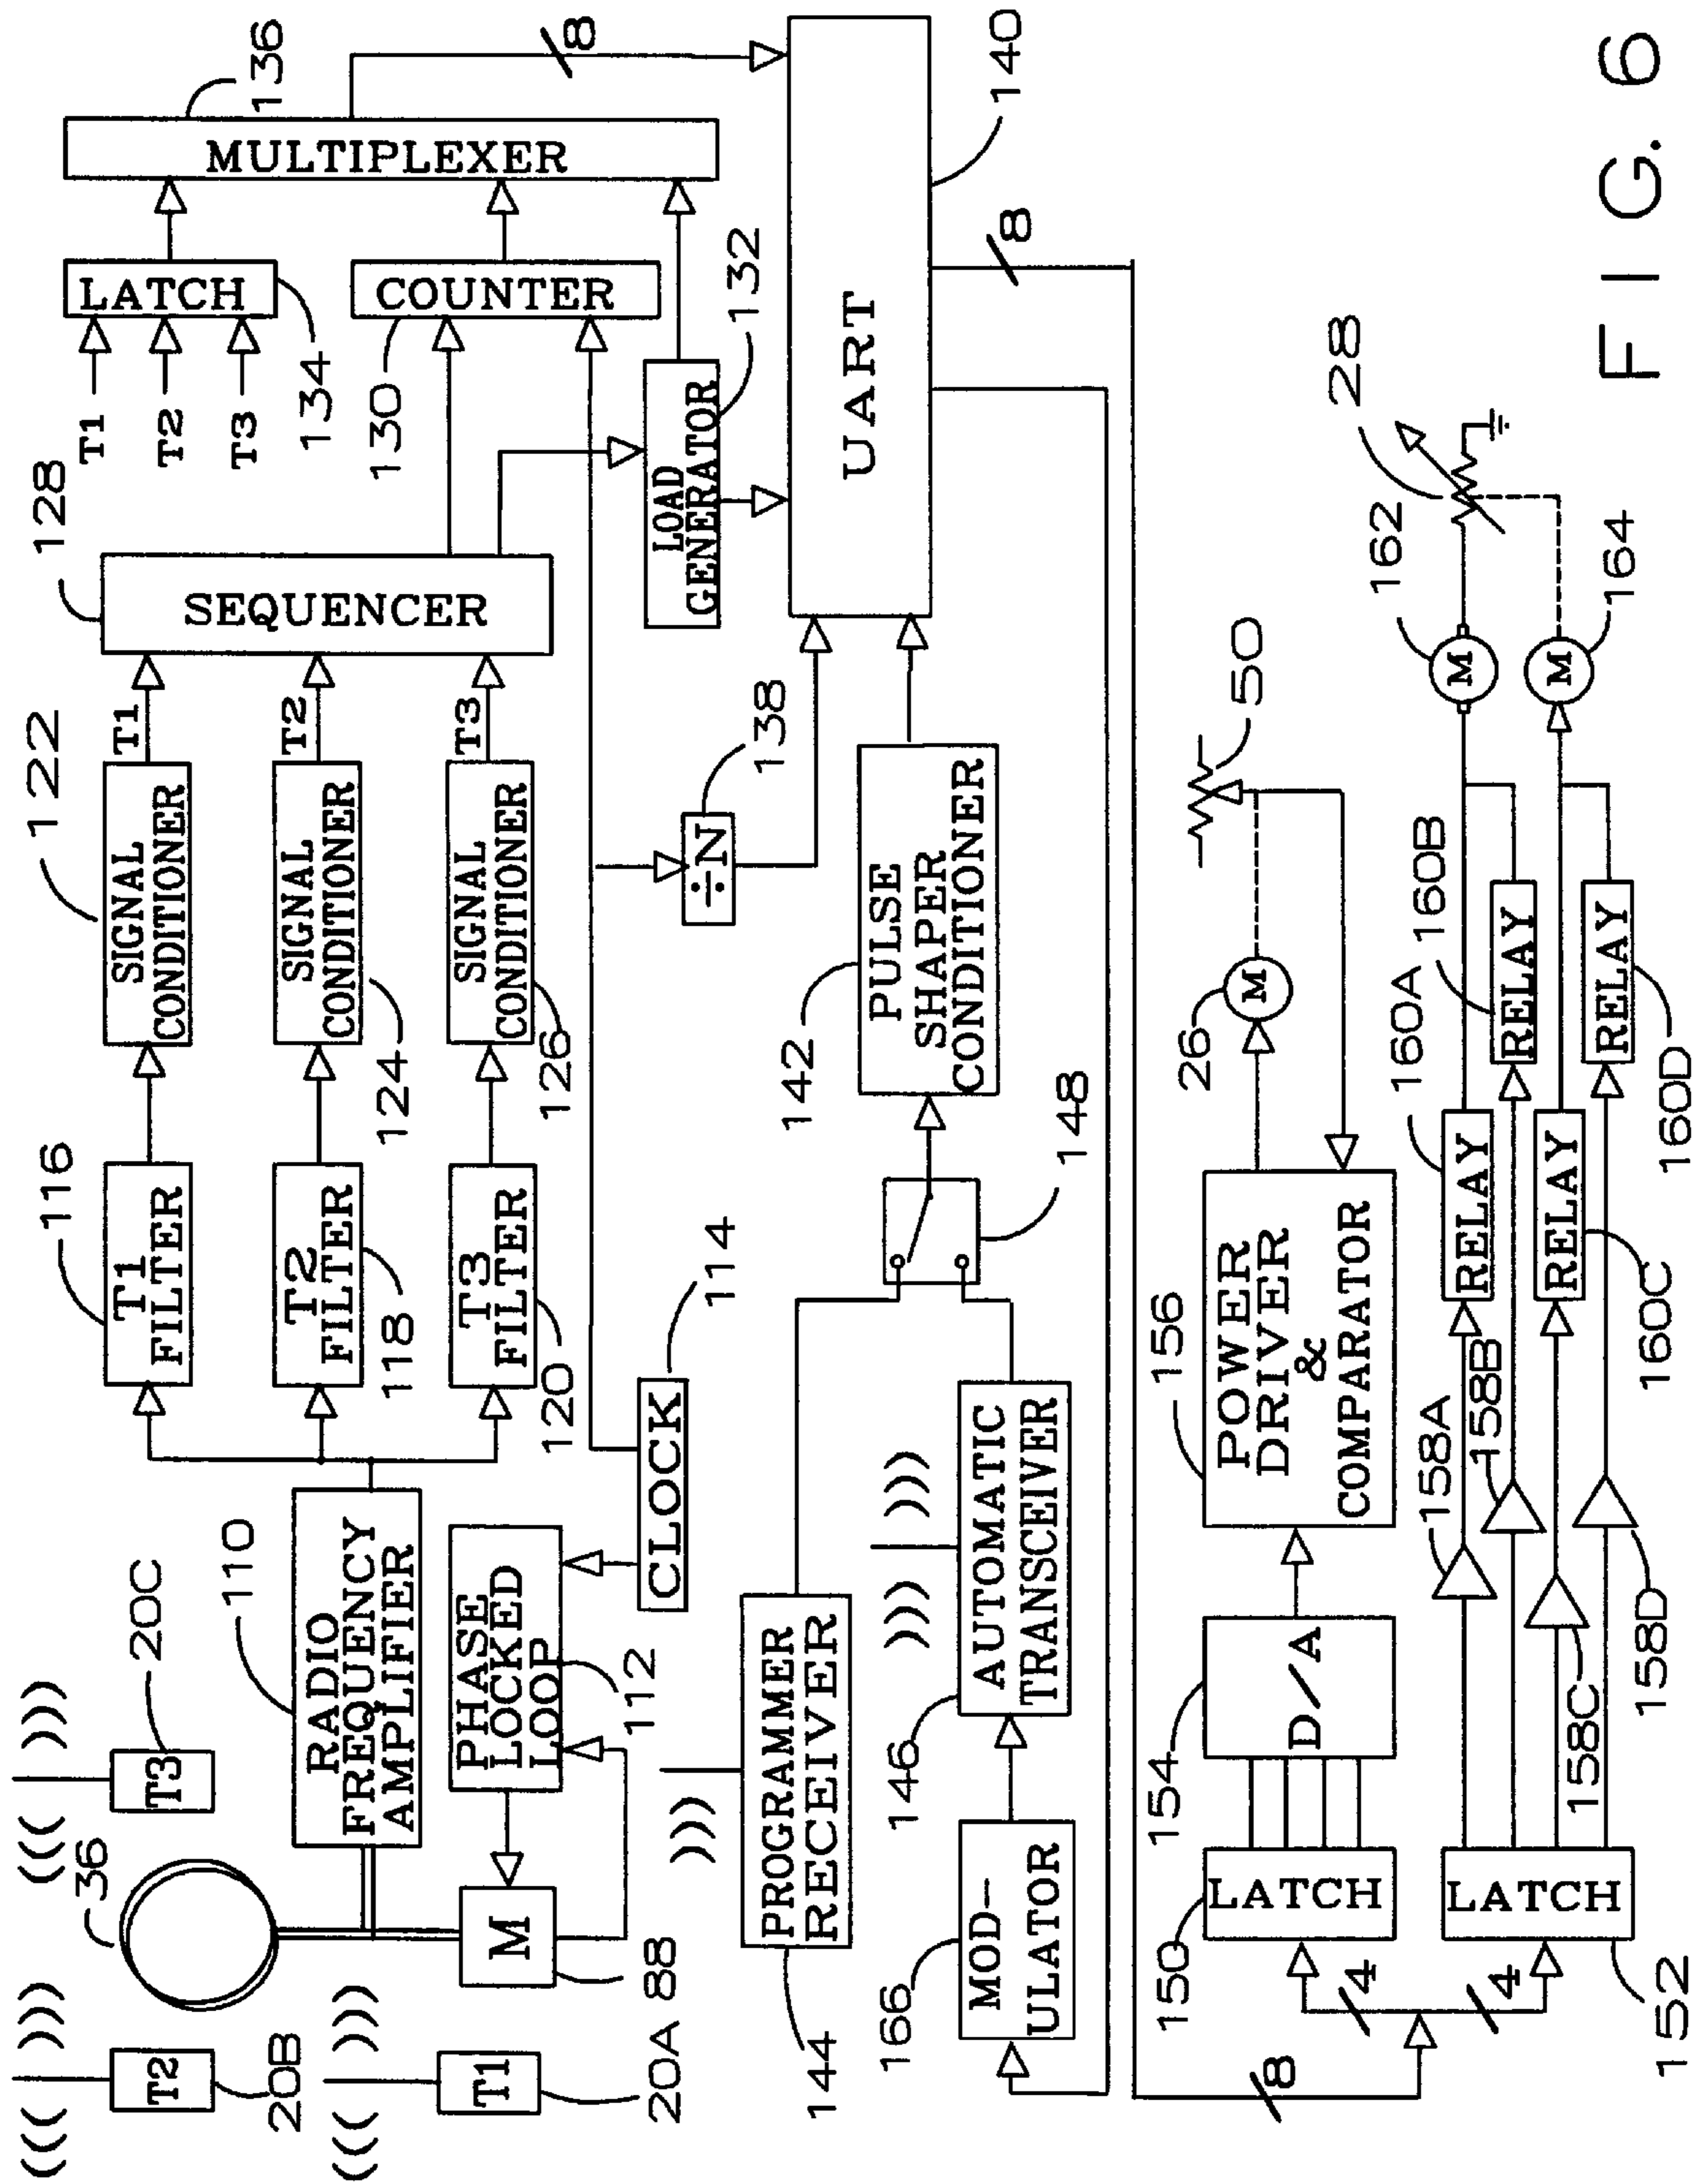 T2
20B
T1
20A
36
T3
20C
M
88
RADIO
FREQUENCY
AMPLIFIER
110
PHASE
LOCKED
LOOP
112
CLOCK
114
T1
FILTER
116
T2
FILTER
118
T3
FILTER
120
SIGNAL
CONDITIONER
122
SIGNAL
CONDITIONER
124
SIGNAL
CONDITIONER
126
T1
T2
T3
SEQUENCER
128
T1
T2
T3
LATCH
134
COUNTER
130
LOAD
GENERATOR
132
MULTIPLEXER
136
8
÷N
138
UART
140
8
PROGRAMMER
RECEIVER
144
MOD-
ULATOR
166
AUTOMATIC
TRANSCEIVER
146
148
PULSE
SHAPER
CONDITIONER
142
8
4
4
LATCH
150
LATCH
152
D/A
154
POWER
DRIVER
&
COMPARATOR
156
M
26
50
158A
158B
158C
158D
RELAY
160A
RELAY
160B
RELAY
160C
RELAY
160D
M
162
M
164
28
FIG. 6